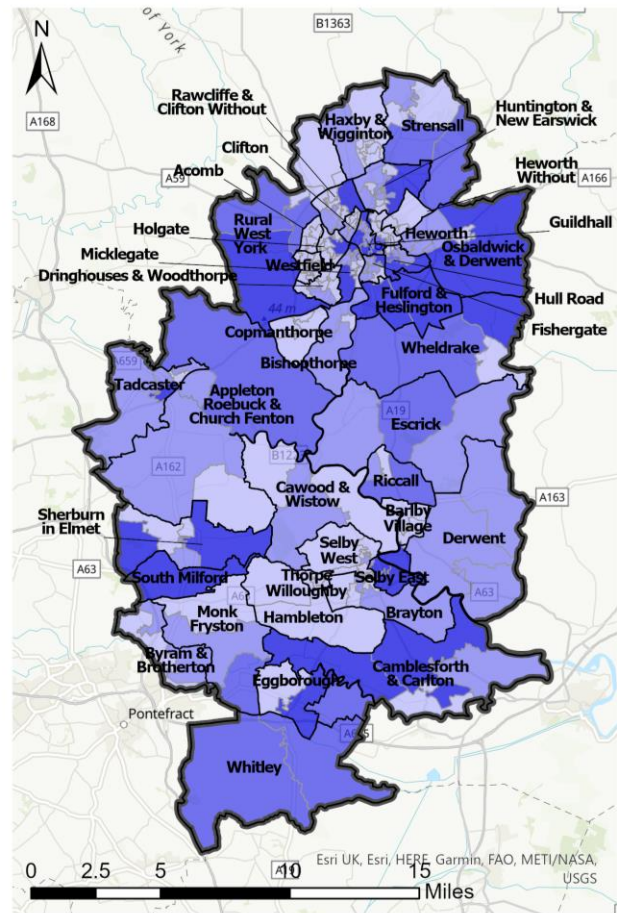 N
of York
B1363
A168
Rawcliffe &
Clifton Without
Haxby &
Wigginton
Strensall
Huntington &
New Earswick
Clifton
Heworth
Without
A166
Acomb
A59
Rural
West
York
Holgate
Heworth
Guildhall
Osbaldwick
& Derwent
Micklegate
Westfield
Dringhouses & Woodthorpe
Hull Road
Fulford &
Heslington
44 m
Fishergate
Copmanthorpe
Wheldrake
A659
Bishopthorpe
Tadcaster
Appleton
Roebuck &
Church Fenton
A19
Escrick
A162
Cawood &
Wistow
Riccall
A163
Sherburn
in Elmet
Barlby
Village
Derwent
Selby
West
A63
South Milford
Thorpe
Willoughby
Selby East
A63
Monk
Fryston
Hambleton
Brayton
Byram &
Brotherton
Eggborough
Camblesforth
& Carlton
Pontefract
Whitley
A19
Esri UK, Esri, HERE, Garmin, FAO, METI/NASA,
USGS
0 2.5 5 10 15
Miles